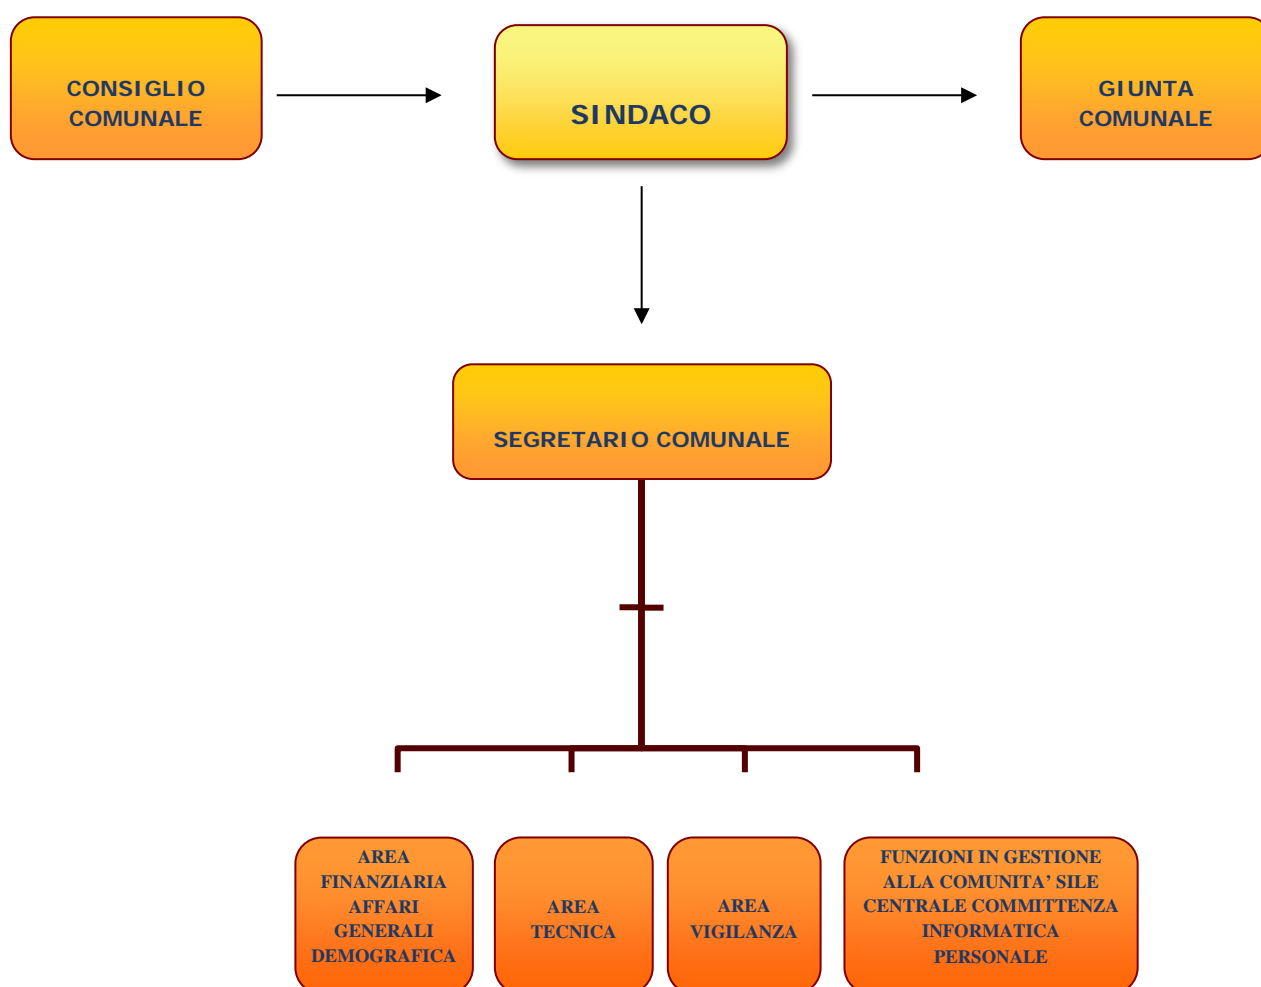 CONSIGLIO
COMUNALE
SINDACO
GIUNTA
COMUNALE
SEGRETARIO COMUNALE
AREA
FINANZIARIA
AFFARI
GENERALI
DEMOGRAFICA
AREA
TECNICA
AREA
VIGILANZA
FUNZIONI IN GESTIONE
ALLA COMUNITA’ SILE
CENTRALE COMMITTENZA
INFORMATICA
PERSONALE